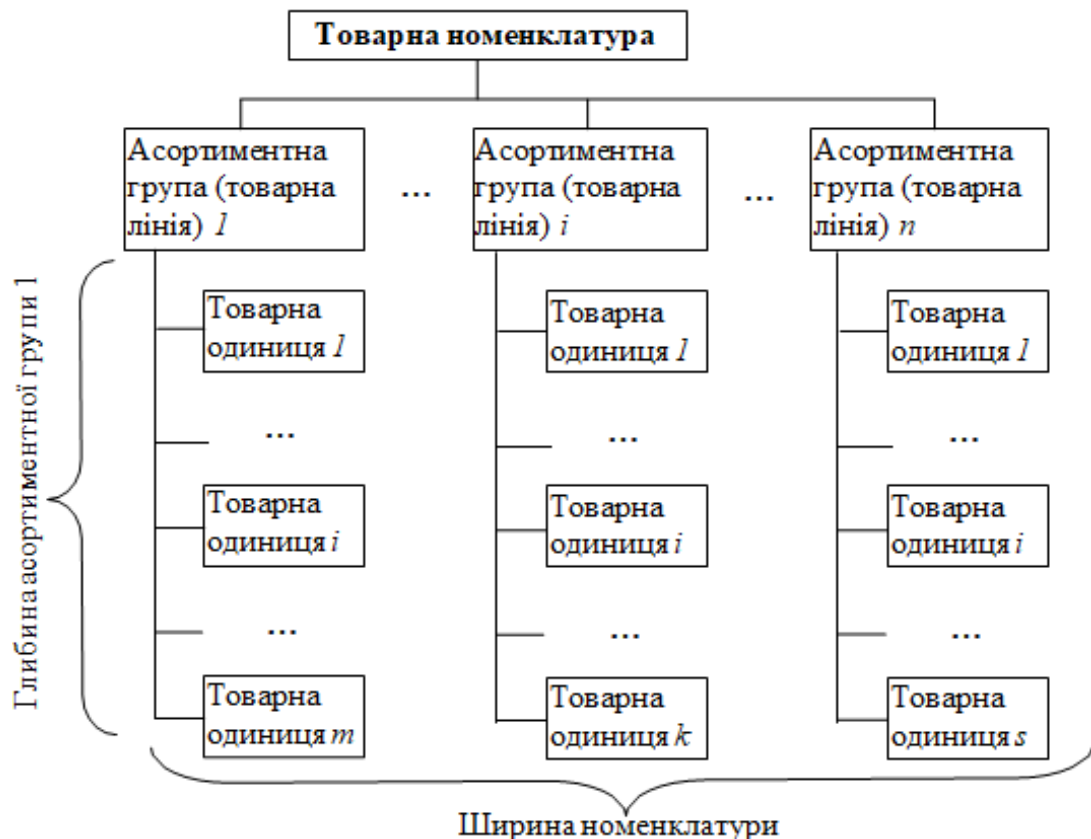 Товарна номенклатура
Асортиментна
група (товарна
лінія) 1
...
Асортиментна
група (товарна
лінія) i
...
Асортиментна
група (товарна
лінія) n
Глибина асортиментної групи 1
Товарна
одиниця 1
Товарна
одиниця 1
Товарна
одиниця 1
...
...
...
Товарна
одиниця i
Товарна
одиниця i
Товарна
одиниця i
...
...
...
Товарна
одиниця m
Товарна
одиниця k
Товарна
одиниця s
Ширина номенклатури